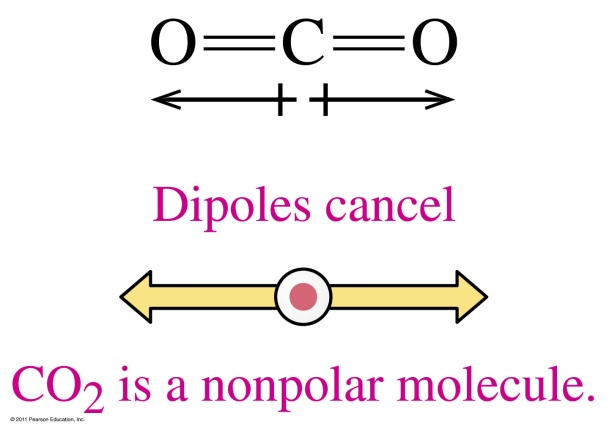 O=C=O
Dipoles cancel
CO₂ is a nonpolar molecule.
© 2011 Pearson Education, Inc.